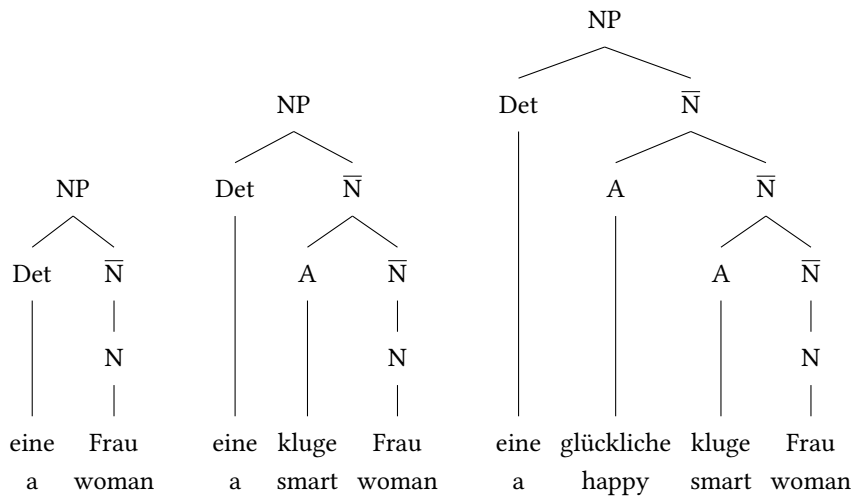 NP
Det N̅
NP
Det N̅
A N̅
NP
Det N̅
N
eine Frau
a woman
N
eine kluge Frau
a smart woman
A N̅
A N̅
N
eine glückliche kluge Frau
a happy smart woman